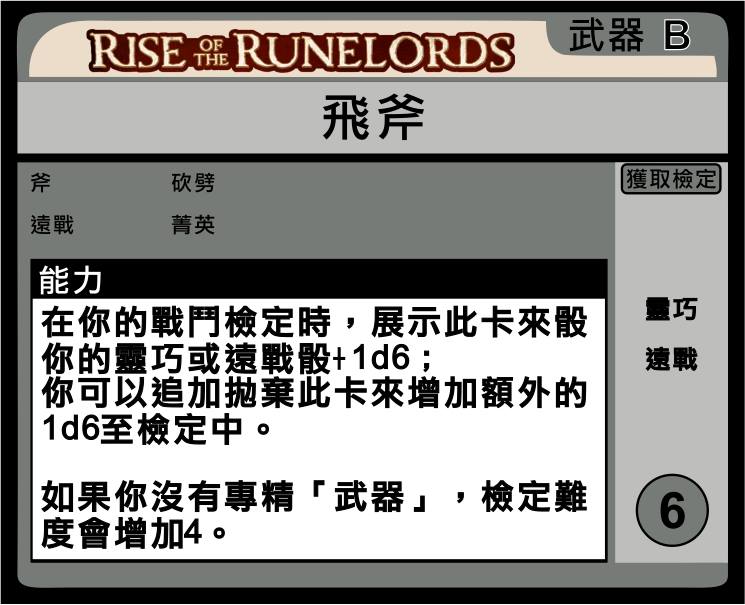 RISE OF THE RUNELORDS
武器 B
飛斧
斧 砍劈
遠戰 菁英
獲取檢定
靈巧
遠戰
6
能力
在你的戰鬥檢定時，展示此卡來骰
你的靈巧或遠戰骰+1d6；
你可以追加拋棄此卡來增加額外的
1d6至檢定中。
如果你沒有專精「武器」，檢定難
度會增加4。